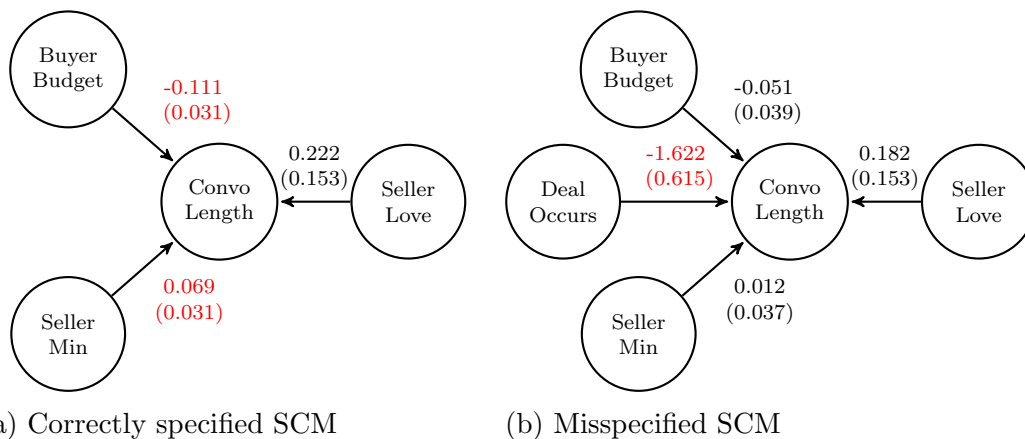 Buyer
Budget
-0.111
(0.031)
Convo
Length
0.222
(0.153)
Seller
Love
Seller
Min
0.069
(0.031)
) Correctly specified SCM
Buyer
Budget
-0.051
(0.039)
Deal
Occurs
-1.622
(0.615)
Convo
Length
0.182
(0.153)
Seller
Love
Seller
Min
0.012
(0.037)
(b) Misspecified SCM